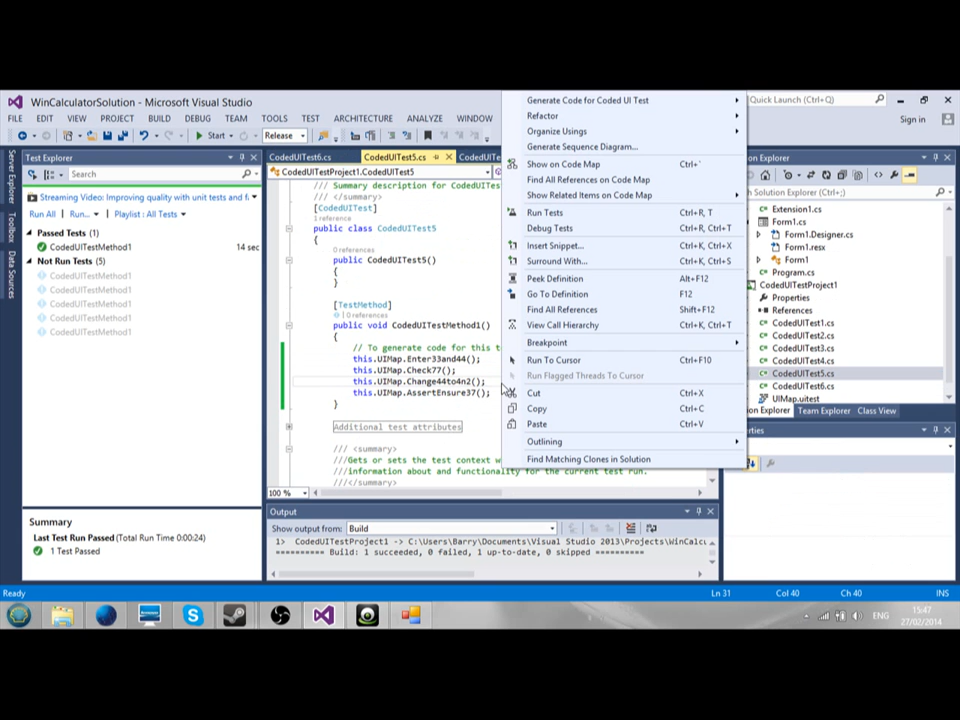 WinCalculatorSolution - Microsoft Visual Studio
Quick Launch (Ctrl+Q)
FILE EDIT VIEW PROJECT BUILD DEBUG TEAM TOOLS TEST ARCHITECTURE ANALYZE WINDOW
Sign in
Start
Release
Server Explorer
Toolbox
Data Sources
Test Explorer
Search
Streaming Video: Improving quality with unit tests and f
Run All | Run... | Playlist : All Tests
Passed Tests (1)
CodedUITestMethod1 14 sec
Not Run Tests (5)
CodedUITestMethod1
CodedUITestMethod1
CodedUITestMethod1
CodedUITestMethod1
CodedUITestMethod1
Summary
Last Test Run Passed (Total Run Time 0:00:24)
1 Test Passed
CodedUITest6.cs CodedUITest5.cs CodedUITe
CodedUITestProject1.CodedUITest5
/// Summary description for CodedUITes
/// </summary>
[CodedUITest]
1 reference
public class CodedUITest5
{
0 references
public CodedUITest5()
{
}
[TestMethod]
| 0 references
public void CodedUITestMethod1()
{
// To generate code for this t
this.UIMap.Enter33and44();
this.UIMap.Check77();
this.UIMap.Change44to4n2();
this.UIMap.AssertEnsure37();
}
Additional test attributes
/// <summary>
///Gets or sets the test context w
///information about and functionality for the current test run.
///</summary>
100 %
Generate Code for Coded UI Test
Refactor
Organize Usings
Generate Sequence Diagram...
Show on Code Map Ctrl+`
Find All References on Code Map
Show Related Items on Code Map
Run Tests Ctrl+R, T
Debug Tests Ctrl+R, Ctrl+T
Insert Snippet... Ctrl+K, Ctrl+X
Surround With... Ctrl+K, Ctrl+S
Peek Definition Alt+F12
Go To Definition F12
Find All References Shift+F12
View Call Hierarchy Ctrl+K, Ctrl+T
Breakpoint
Run To Cursor Ctrl+F10
Run Flagged Threads To Cursor
Cut Ctrl+X
Copy Ctrl+C
Paste Ctrl+V
Outlining
Find Matching Clones in Solution
on Explorer
Solution Explorer (Ctrl+;)
Extension1.cs
Form1.cs
Form1.Designer.cs
Form1.resx
Form1
Program.cs
CodedUITestProject1
Properties
References
CodedUITest1.cs
CodedUITest2.cs
CodedUITest3.cs
CodedUITest4.cs
CodedUITest5.cs
CodedUITest6.cs
UIMap.uitest
on Explorer Team Explorer Class View
erties
Output
Show output from: Build
1> CodedUITestProject1 -> C:\Users\Barry\Documents\Visual Studio 2013\Projects\WinCalcu
========== Build: 1 succeeded, 0 failed, 1 up-to-date, 0 skipped ==========
Ready Ln 31 Col 40 Ch 40 INS
ENG
15:47
27/02/2014